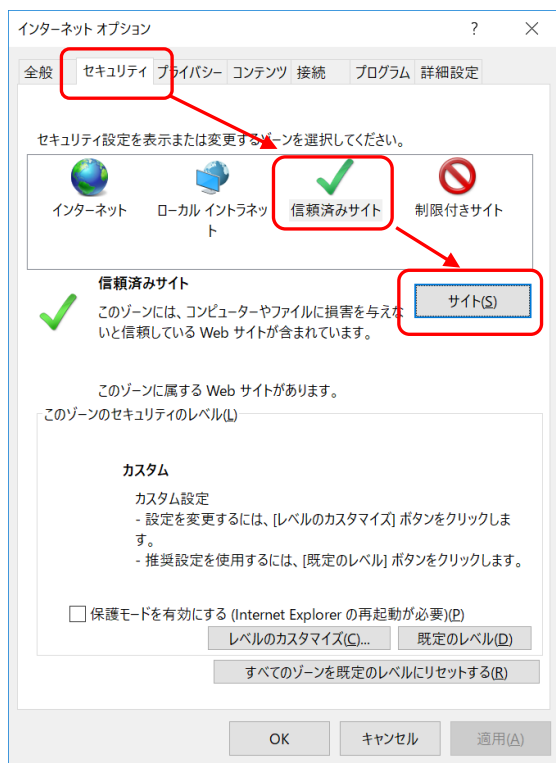 インターネット オプション
?
全般
セキュリティ
プライバシー
コンテンツ
接続
プログラム
詳細設定
セキュリティ設定を表示または変更するゾーンを選択してください。
インターネット
ローカル イントラネッ
ト
信頼済みサイト
制限付きサイト
信頼済みサイト
サイト(S)
このゾーンには、コンピューターやファイルに損害を与えな
いと信頼している Web サイトが含まれています。
このゾーンに属する Web サイトがあります。
このゾーンのセキュリティのレベル(L)
カスタム
カスタム設定
- 設定を変更するには、[レベルのカスタマイズ] ボタンをクリックしま
す。
- 推奨設定を使用するには、[既定のレベル] ボタンをクリックします。
保護モードを有効にする (Internet Explorer の再起動が必要)(P)
レベルのカスタマイズ(C)...
既定のレベル(D)
すべてのゾーンを既定のレベルにリセットする(R)
OK
キャンセル
適用(A)